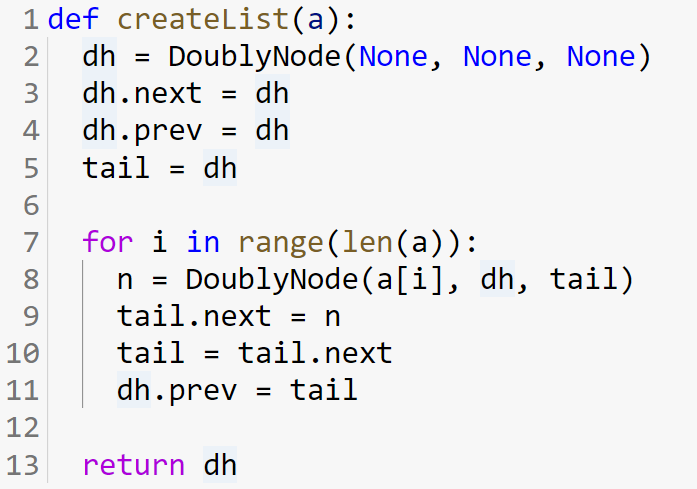 1 def createList(a):
2   dh = DoublyNode(None, None, None)
3   dh.next = dh
4   dh.prev = dh
5   tail = dh
6
7   for i in range(len(a)):
8     n = DoublyNode(a[i], dh, tail)
9     tail.next = n
10     tail = tail.next
11     dh.prev = tail
12
13   return dh